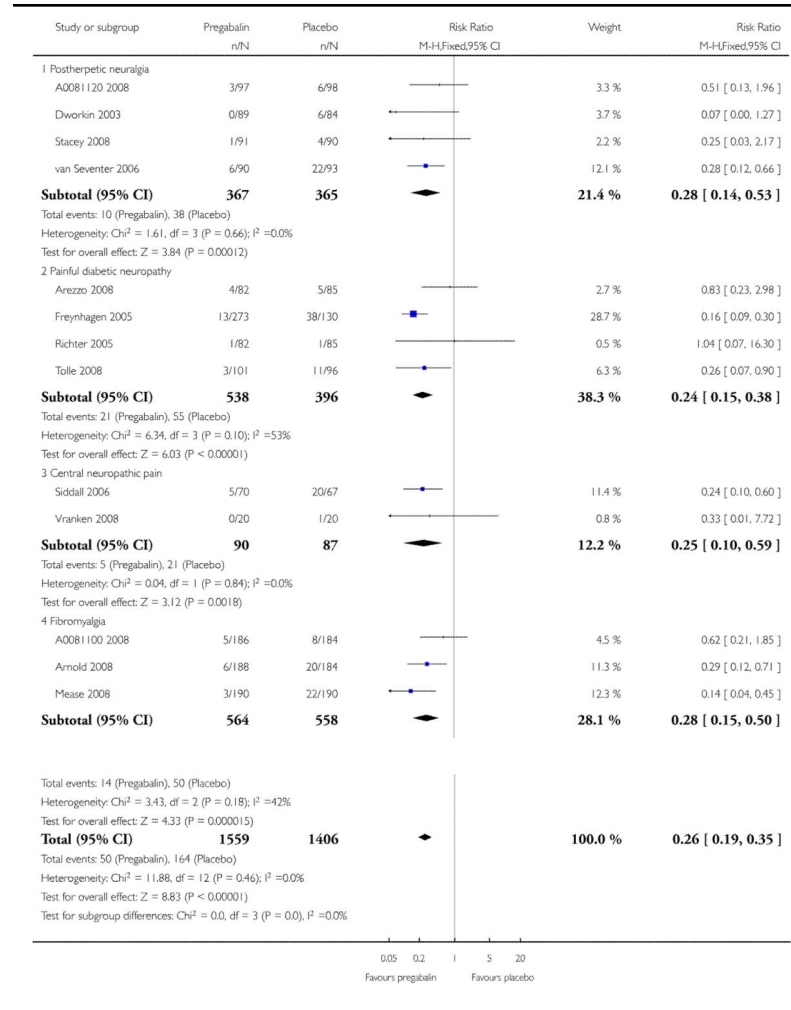 Study or subgroup Pregabalin Placebo Risk Ratio Weight Risk Ratio
n/N n/N M-H,Fixed,95% CI M-H,Fixed,95% CI
1 Postherpetic neuralgia
A0081120 2008 3/97 6/98 3.3 % 0.51 [ 0.13, 1.96 ]
Dworkin 2003 0/89 6/84 3.7 % 0.07 [ 0.00, 1.27 ]
Stacey 2008 1/91 4/90 2.2 % 0.25 [ 0.03, 2.17 ]
van Seventer 2006 6/90 22/93 12.1 % 0.28 [ 0.12, 0.66 ]
Subtotal (95% CI) 367 365 21.4 % 0.28 [ 0.14, 0.53 ]
Total events: 10 (Pregabalin), 38 (Placebo)
Heterogeneity: Chi² = 1.61, df = 3 (P = 0.66); I² =0.0%
Test for overall effect: Z = 3.84 (P = 0.00012)
2 Painful diabetic neuropathy
Arezzo 2008 4/82 5/85 2.7 % 0.83 [ 0.23, 2.98 ]
Freynhagen 2005 13/273 38/130 28.7 % 0.16 [ 0.09, 0.30 ]
Richter 2005 1/82 1/85 0.5 % 1.04 [ 0.07, 16.30 ]
Tolle 2008 3/101 11/96 6.3 % 0.26 [ 0.07, 0.90 ]
Subtotal (95% CI) 538 396 38.3 % 0.24 [ 0.15, 0.38 ]
Total events: 21 (Pregabalin), 55 (Placebo)
Heterogeneity: Chi² = 6.34, df = 3 (P = 0.10); I² =53%
Test for overall effect: Z = 6.03 (P < 0.00001)
3 Central neuropathic pain
Siddall 2006 5/70 20/67 11.4 % 0.24 [ 0.10, 0.60 ]
Vranken 2008 0/20 1/20 0.8 % 0.33 [ 0.01, 7.72 ]
Subtotal (95% CI) 90 87 12.2 % 0.25 [ 0.10, 0.59 ]
Total events: 5 (Pregabalin), 21 (Placebo)
Heterogeneity: Chi² = 0.04, df = 1 (P = 0.84); I² =0.0%
Test for overall effect: Z = 3.12 (P = 0.0018)
4 Fibromyalgia
A0081100 2008 5/186 8/184 4.5 % 0.62 [ 0.21, 1.85 ]
Arnold 2008 6/188 20/184 11.3 % 0.29 [ 0.12, 0.71 ]
Mease 2008 3/190 22/190 12.3 % 0.14 [ 0.04, 0.45 ]
Subtotal (95% CI) 564 558 28.1 % 0.28 [ 0.15, 0.50 ]
Total events: 14 (Pregabalin), 50 (Placebo)
Heterogeneity: Chi² = 3.43, df = 2 (P = 0.18); I² =42%
Test for overall effect: Z = 4.33 (P = 0.000015)
Total (95% CI) 1559 1406 100.0 % 0.26 [ 0.19, 0.35 ]
Total events: 50 (Pregabalin), 164 (Placebo)
Heterogeneity: Chi² = 11.88, df = 12 (P = 0.46); I² =0.0%
Test for overall effect: Z = 8.83 (P < 0.00001)
Test for subgroup differences: Chi² = 0.0, df = 3 (P = 0.0), I² =0.0%
0.05 0.2 1 5 20
Favours pregabalin Favours placebo